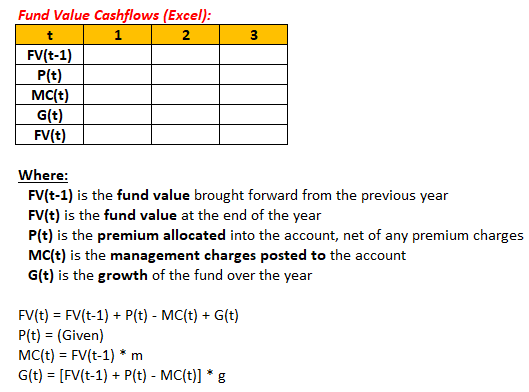 Fund Value Cashflows (Excel):
t 1 2 3
FV(t-1)
P(t)
MC(t)
G(t)
FV(t)
Where:
FV(t-1) is the fund value brought forward from the previous year
FV(t) is the fund value at the end of the year
P(t) is the premium allocated into the account, net of any premium charges
MC(t) is the management charges posted to the account
G(t) is the growth of the fund over the year
FV(t) = FV(t-1) + P(t) - MC(t) + G(t)
P(t) = (Given)
MC(t) = FV(t-1) * m
G(t) = [FV(t-1) + P(t) - MC(t)] * g